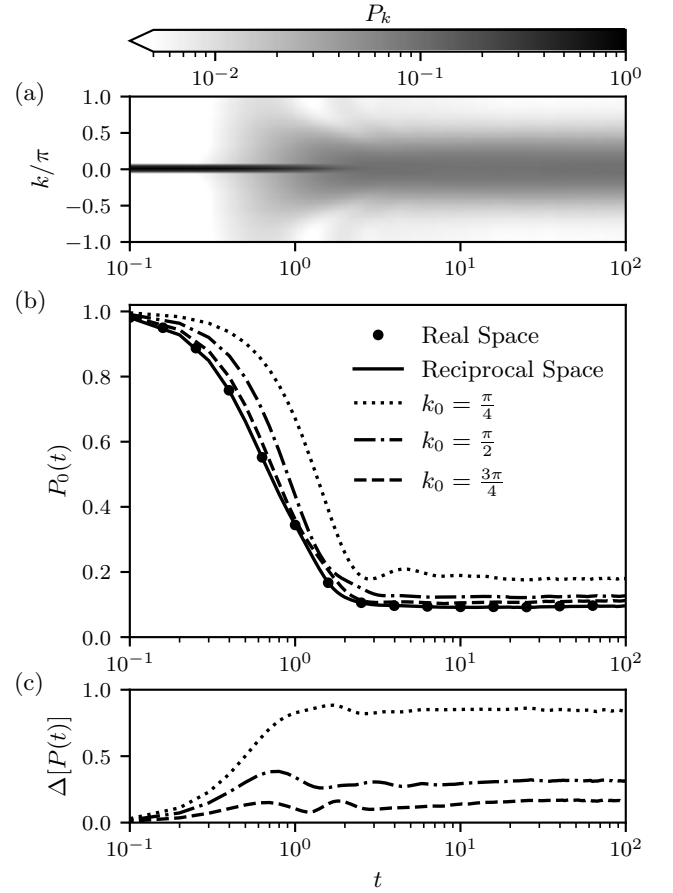 P_k
10^{-2} 10^{-1} 10^0
(a)
1.0
0.5
0.0
−0.5
−1.0
k/π
10^{-1} 10^0 10^1 10^2
(b)
1.0
0.8
0.6
0.4
0.2
0.0
P_0(t)
Real Space
Reciprocal Space
k_0 = \frac{π}{4}
k_0 = \frac{π}{2}
k_0 = \frac{3π}{4}
10^{-1} 10^0 10^1 10^2
(c)
1.0
0.5
0.0
Δ[P(t)]
10^{-1} 10^0 10^1 10^2
t